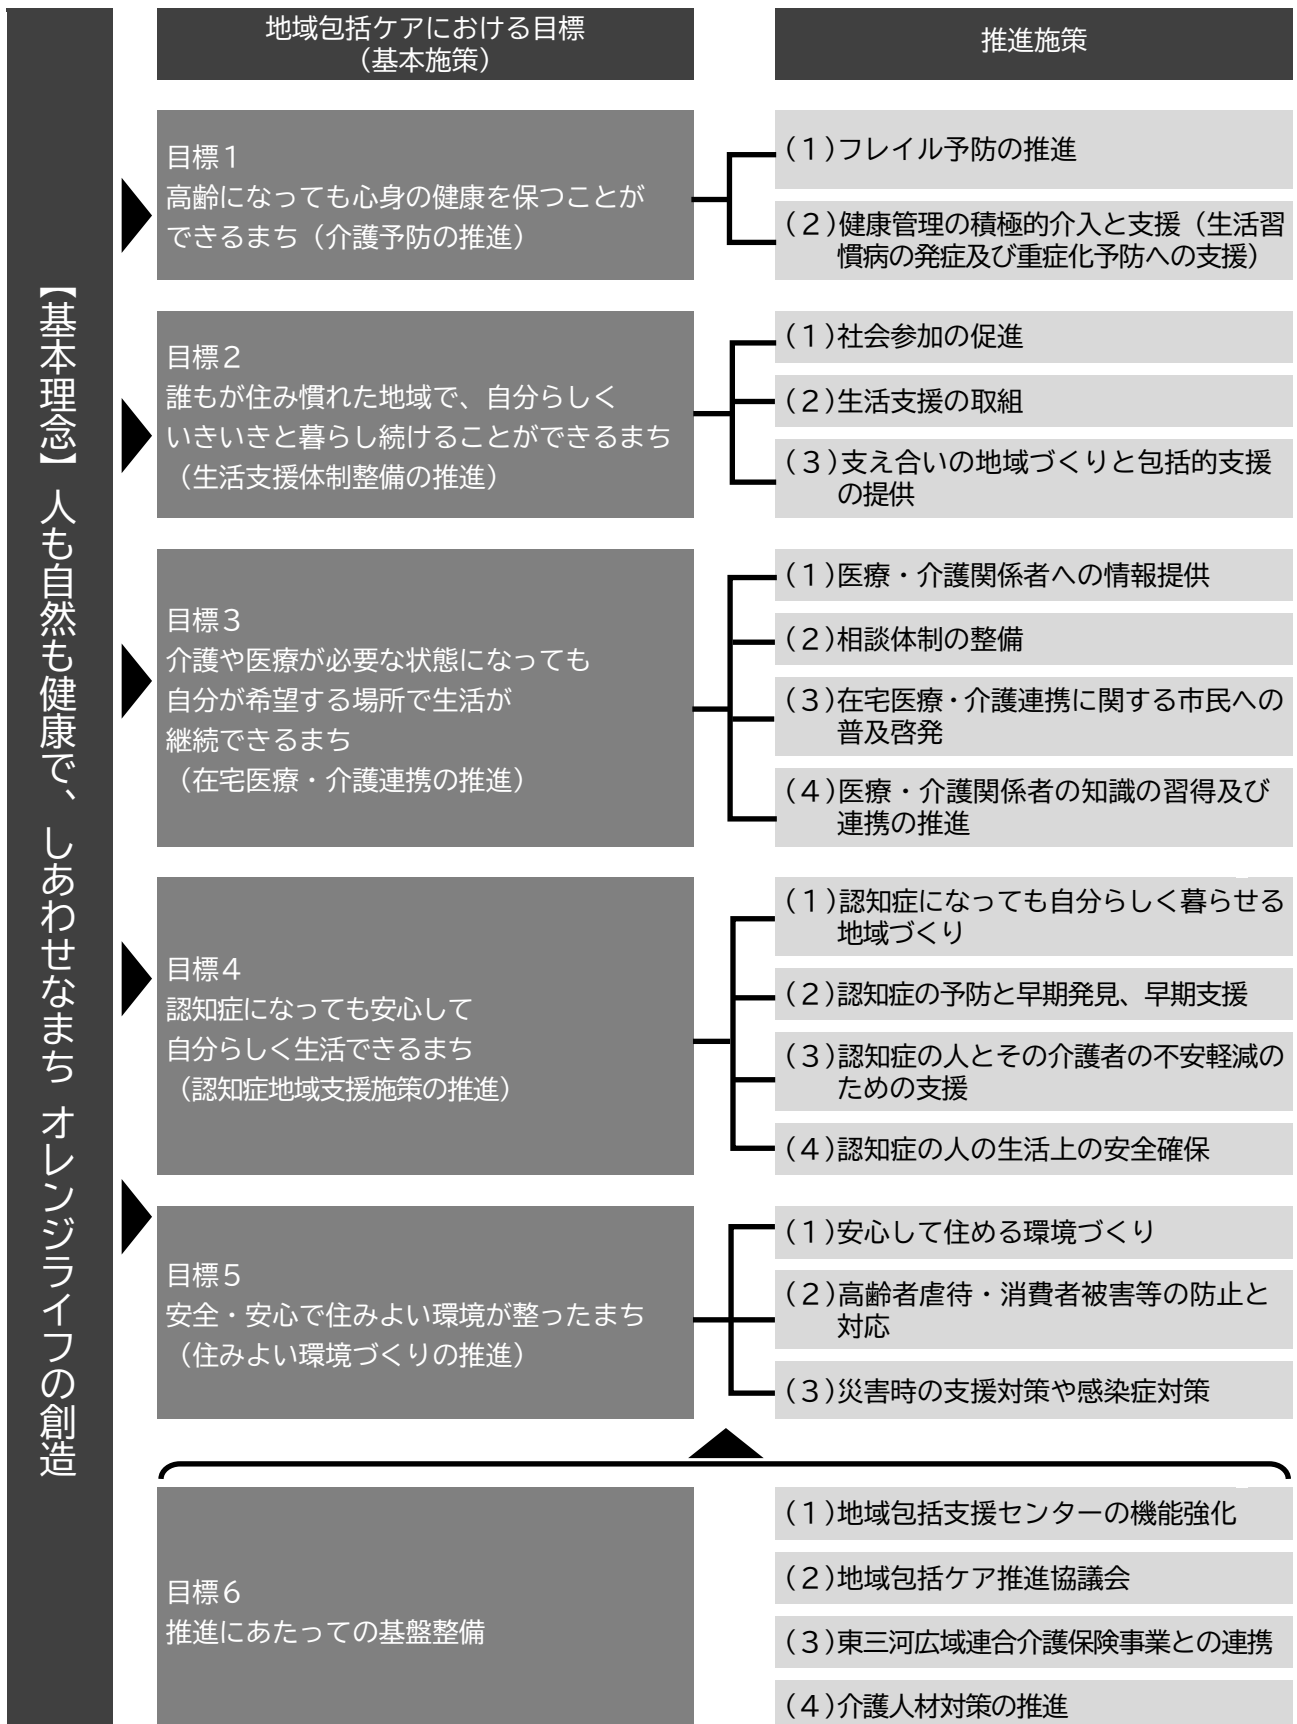 【基本理念】人も自然も健康で、しあわせなまち オレンジライフの創造
地域包括ケアにおける目標
（基本施策）
推進施策
目標１
高齢になっても心身の健康を保つことが
できるまち（介護予防の推進）
（１）フレイル予防の推進
（２）健康管理の積極的介入と支援（生活習
慣病の発症及び重症化予防への支援）
目標２
誰もが住み慣れた地域で、自分らしく
いきいきと暮らし続けることができるまち
（生活支援体制整備の推進）
（１）社会参加の促進
（２）生活支援の取組
（３）支え合いの地域づくりと包括的支援
の提供
目標３
介護や医療が必要な状態になっても
自分が希望する場所で生活が
継続できるまち
（在宅医療・介護連携の推進）
（１）医療・介護関係者への情報提供
（２）相談体制の整備
（３）在宅医療・介護連携に関する市民への
普及啓発
（４）医療・介護関係者の知識の習得及び
連携の推進
目標４
認知症になっても安心して
自分らしく生活できるまち
（認知症地域支援施策の推進）
（１）認知症になっても自分らしく暮らせる
地域づくり
（２）認知症の予防と早期発見、早期支援
（３）認知症の人とその介護者の不安軽減の
ための支援
（４）認知症の人の生活上の安全確保
目標５
安全・安心で住みよい環境が整ったまち
（住みよい環境づくりの推進）
（１）安心して住める環境づくり
（２）高齢者虐待・消費者被害等の防止と
対応
（３）災害時の支援対策や感染症対策
目標６
推進にあたっての基盤整備
（１）地域包括支援センターの機能強化
（２）地域包括ケア推進協議会
（３）東三河広域連合介護保険事業との連携
（４）介護人材対策の推進